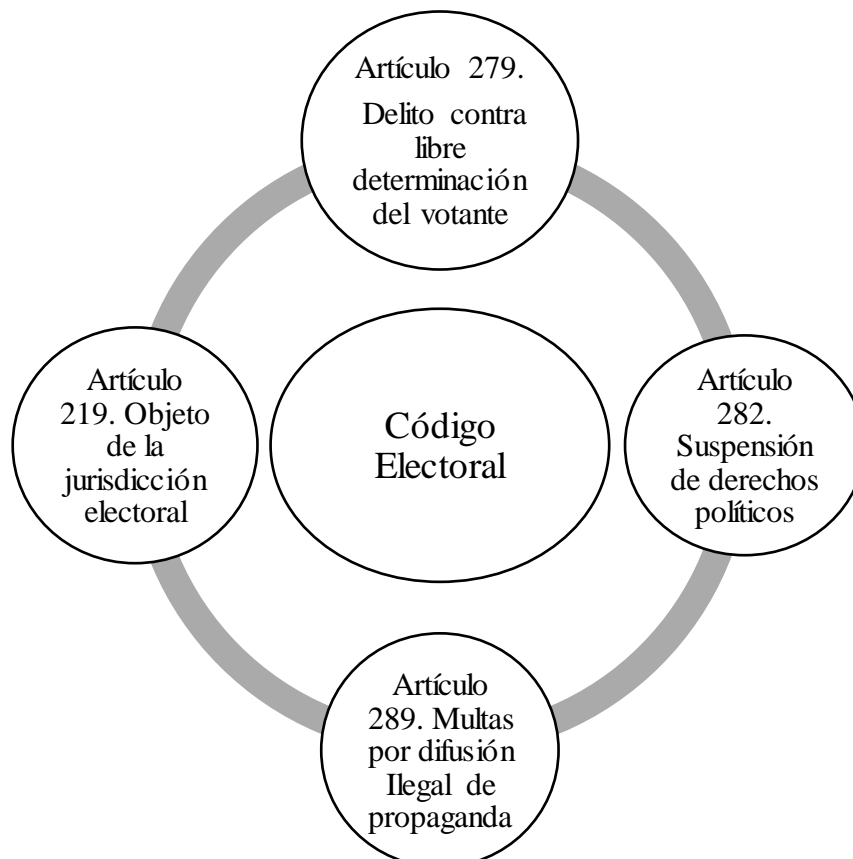 Artículo 279.
Delito contra
libre
determinación
del votante
Artículo
219. Objeto
de la
jurisdicción
electoral
Código
Electoral
Artículo
282.
Suspensión
de derechos
políticos
Artículo
289. Multas
por difusión
Ilegal de
propaganda